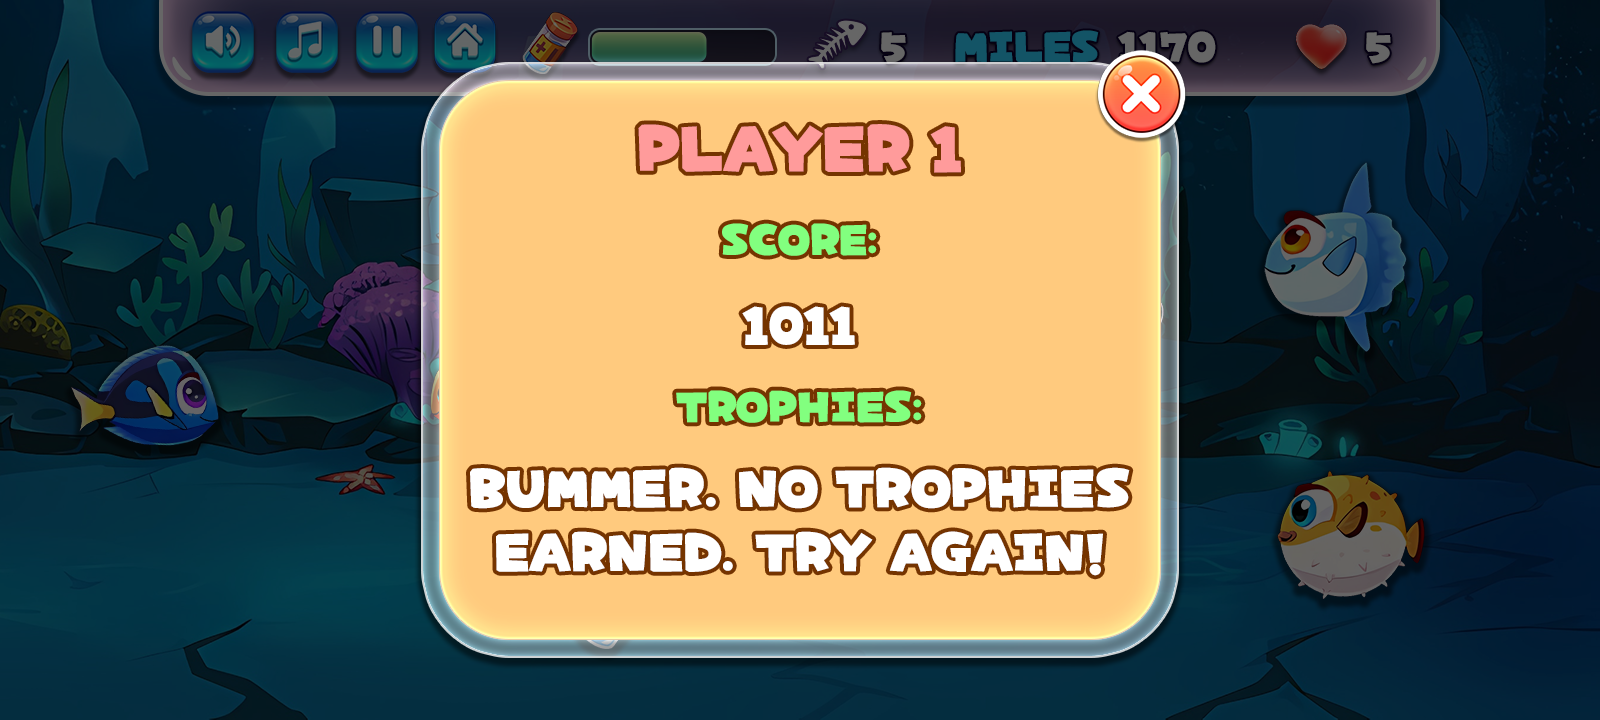 5 MILES 1170 5
PLAYER 1
SCORE:
1011
TROPHIES:
BUMMER. NO TROPHIES
EARNED. TRY AGAIN!